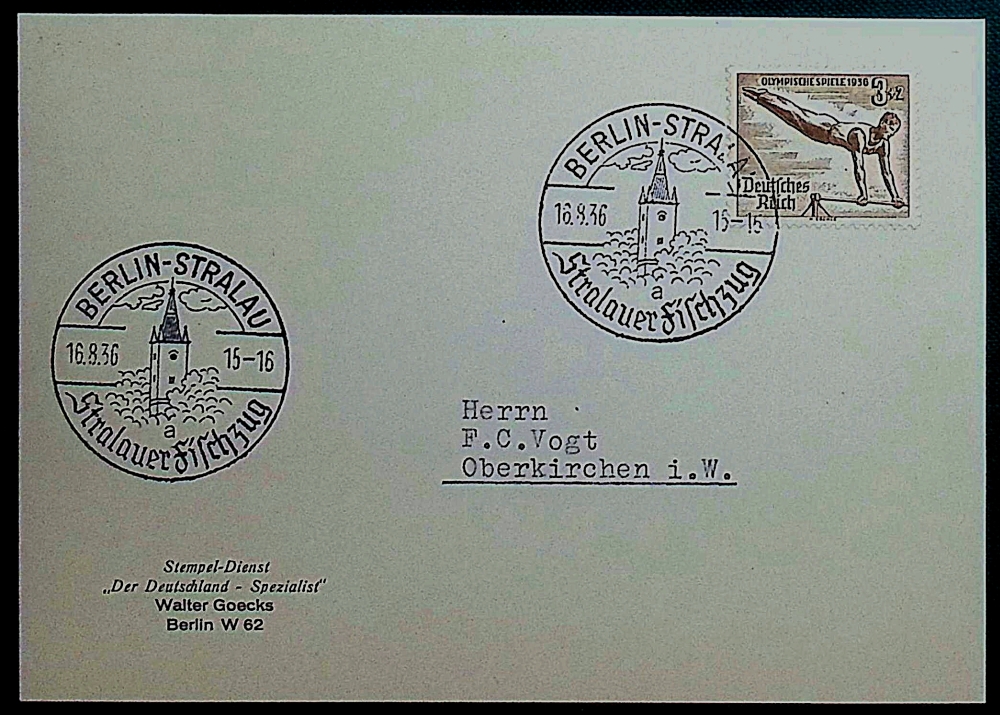 OLYMPISCHE SPIELE 1936 3+2
Deutsches
Reich
BERLIN-STRALAU
16.8.36 15-16
a
Stralauer Fischzug
BERLIN-STRALAU
16.8.36 15-16
a
Stralauer Fischzug
Herrn
F.C.Vogt
Oberkirchen i.W.
Stempel-Dienst
„Der Deutschland - Spezialist"
Walter Goecks
Berlin W 62